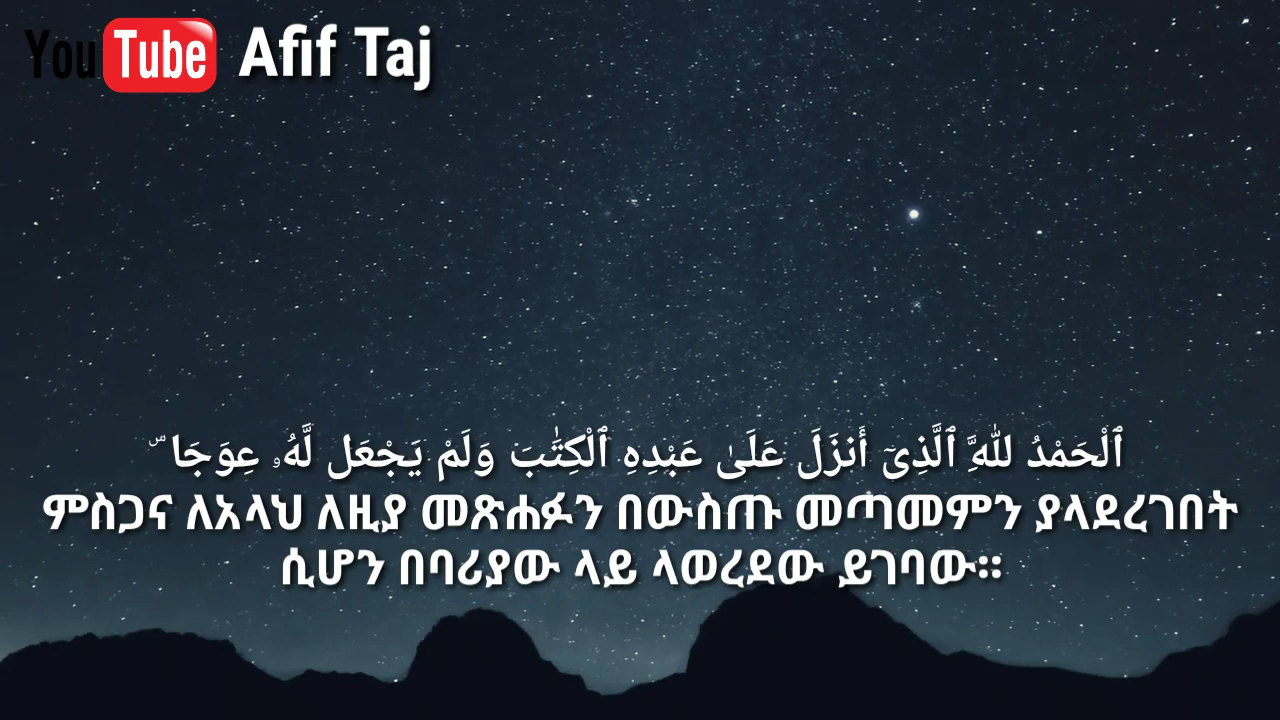 YouTube Afif Taj
ٱلْحَمْدُ لِلَّهِ ٱلَّذِىٓ أَنزَلَ عَلَىٰ عَبْدِهِ ٱلْكِتَٰبَ وَلَمْ يَجْعَل لَّهُۥ عِوَجَا ۜ
ምስጋና ለአላህ ለዚያ መጽሐፉን በውስጡ መጣመምን ያላደረገበት
ሲሆን በባሪያው ላይ ላወረደው ይገባው።